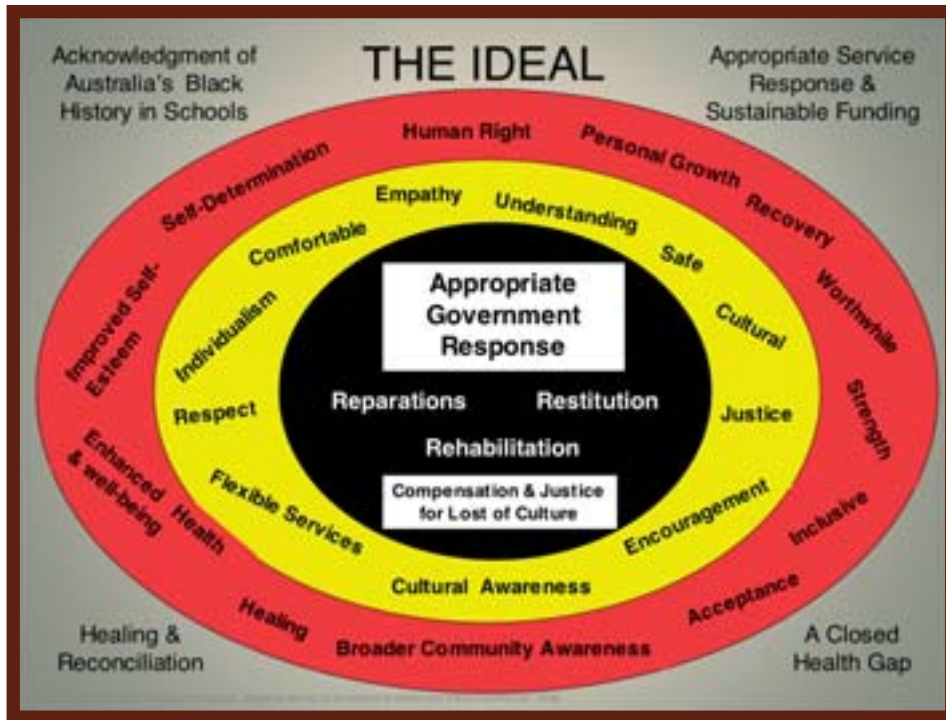 THE IDEAL
Acknowledgment of
Australia's Black
History in Schools
Appropriate Service
Response &
Sustainable Funding
Human Right
Personal Growth
Recovery
Worthwhile
Strength
Inclusive
Acceptance
Broader Community Awareness
Healing
Enhanced Health
& well-being
Improved Self-
Esteem
Self-Determination
Empathy
Understanding
Safe
Cultural
Justice
Encouragement
Cultural Awareness
Flexible Services
Respect
Individualism
Comfortable
Appropriate
Government
Response
Reparations
Restitution
Rehabilitation
Compensation & Justice
for Lost of Culture
Healing &
Reconciliation
A Closed
Health Gap